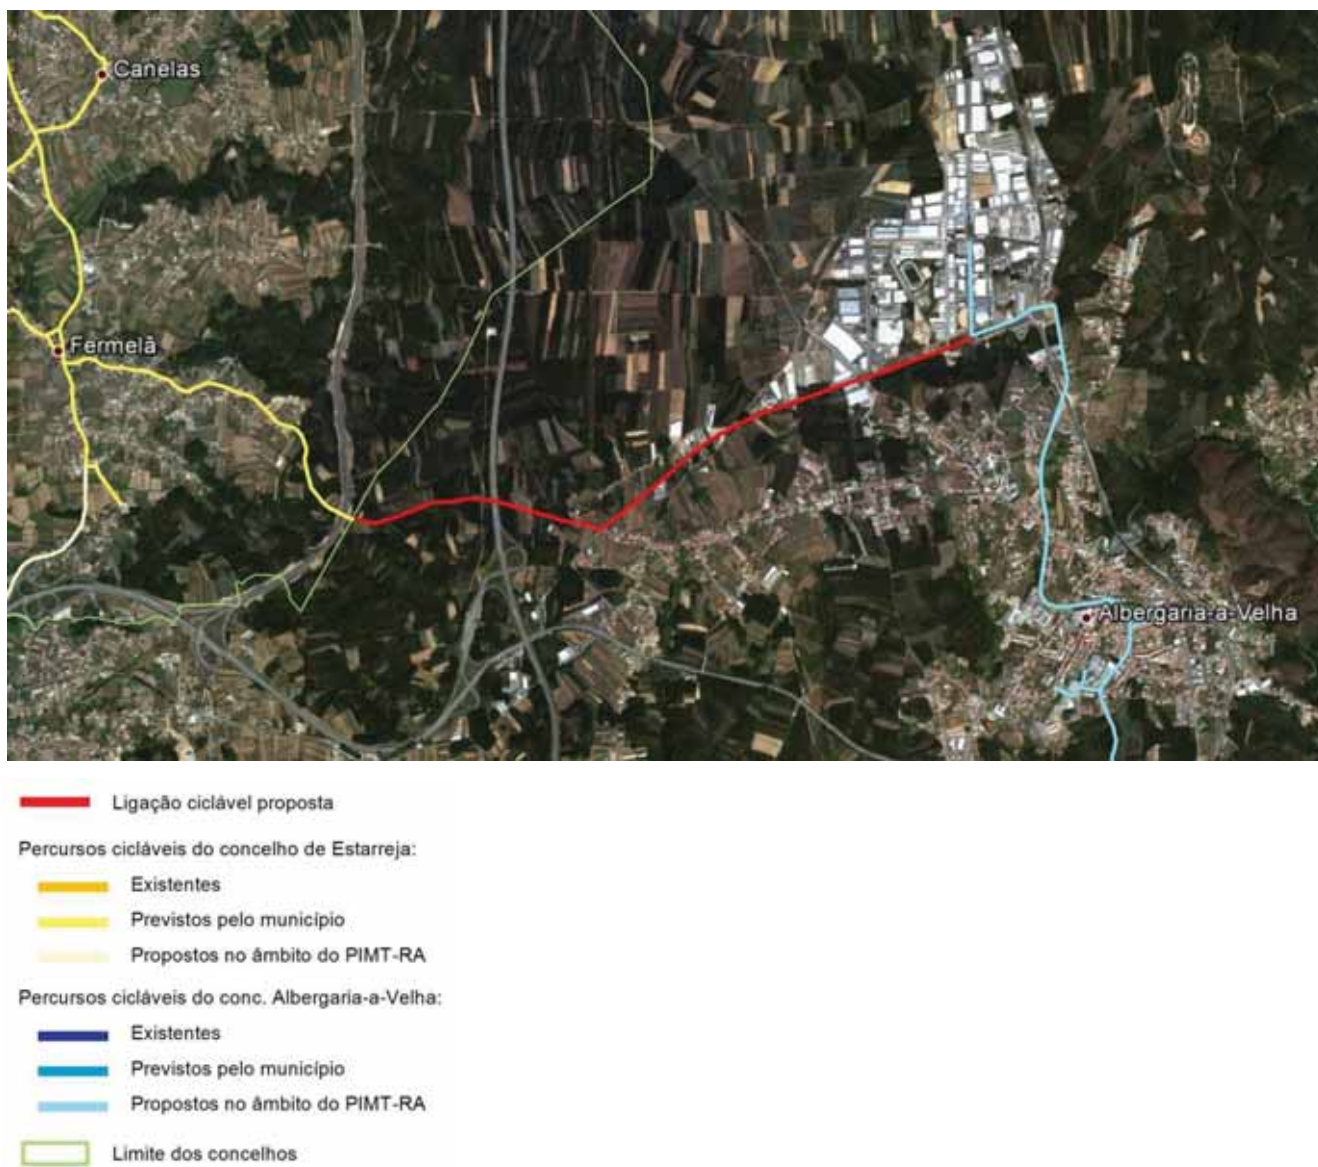 Canelas
Fermelã
Albergaria-a-Velha
Ligação ciclável proposta
Percursos cicláveis do concelho de Estarreja:
Existentes
Previstos pelo município
Propostos no âmbito do PIMT-RA
Percursos cicláveis do conc. Albergaria-a-Velha:
Existentes
Previstos pelo município
Propostos no âmbito do PIMT-RA
Limite dos concelhos